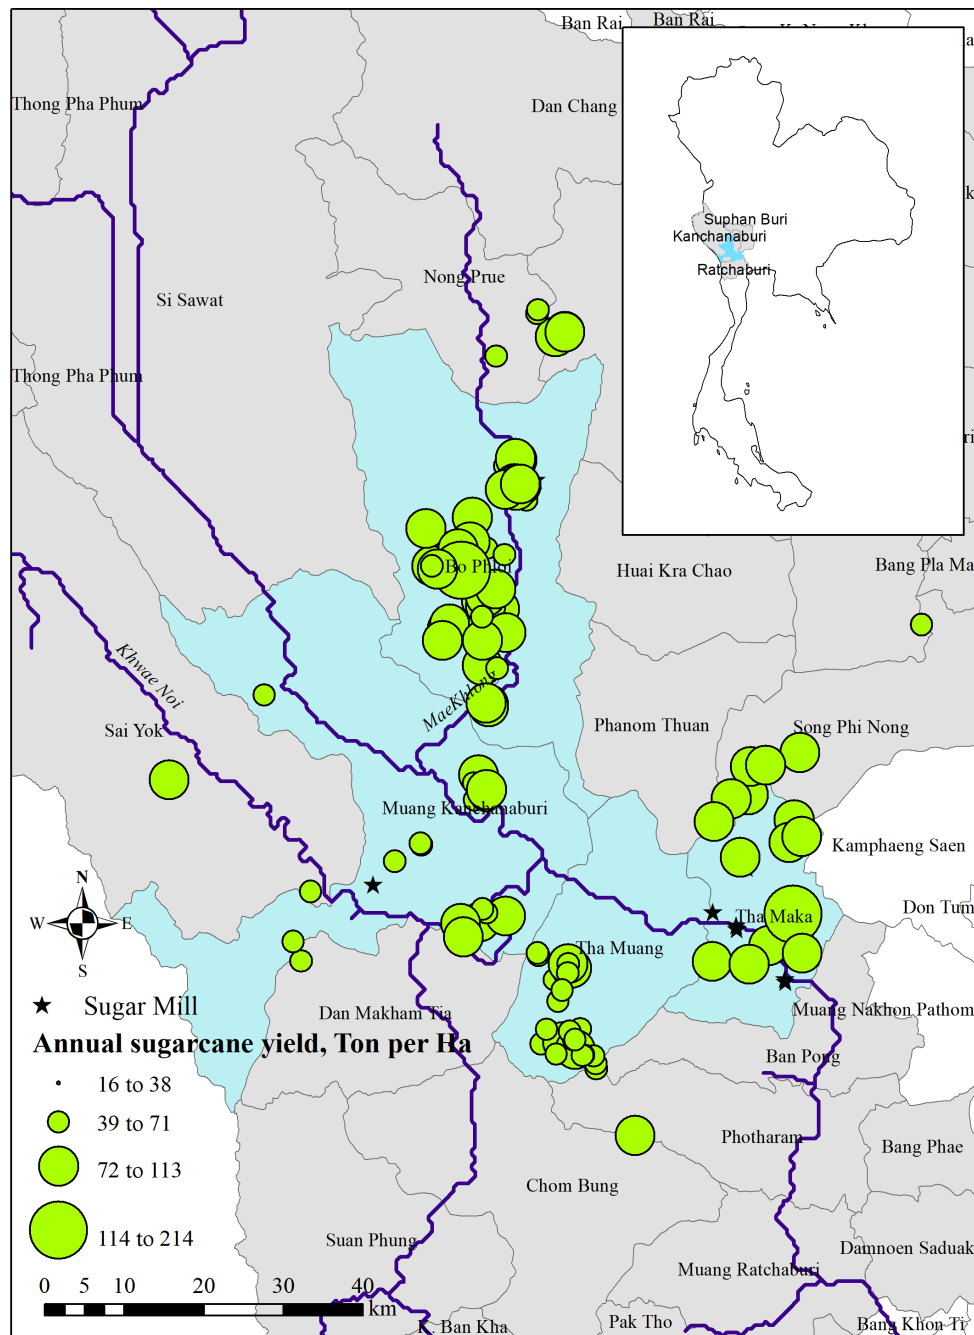 Ban Rai
Ban Rai
Thong Pha Phum
Dan Chang
Suphan Buri
Kanchanaburi
Ratchaburi
Nong Prue
Si Sawat
Thong Pha Phum
Bo Phloi
Huai Kra Chao
Bang Pla Ma
Khwae Noi
MaeKhlong
Sai Yok
Phanom Thuan
Song Phi Nong
Muang Kanchanaburi
Kamphaeng Saen
N
W
E
S
Tha Maka
Don Tum
Tha Muang
Sugar Mill
Dan Makham Tia
Muang Nakhon Pathom
Annual sugarcane yield, Ton per Ha
Ban Pong
16 to 38
39 to 71
72 to 113
114 to 214
Photharam
Bang Phae
Chom Bung
Suan Phung
Damnoen Saduak
Muang Ratchaburi
0 5 10 20 30 40
km
K. Ban Kha
Pak Tho
Bang Khon Ti